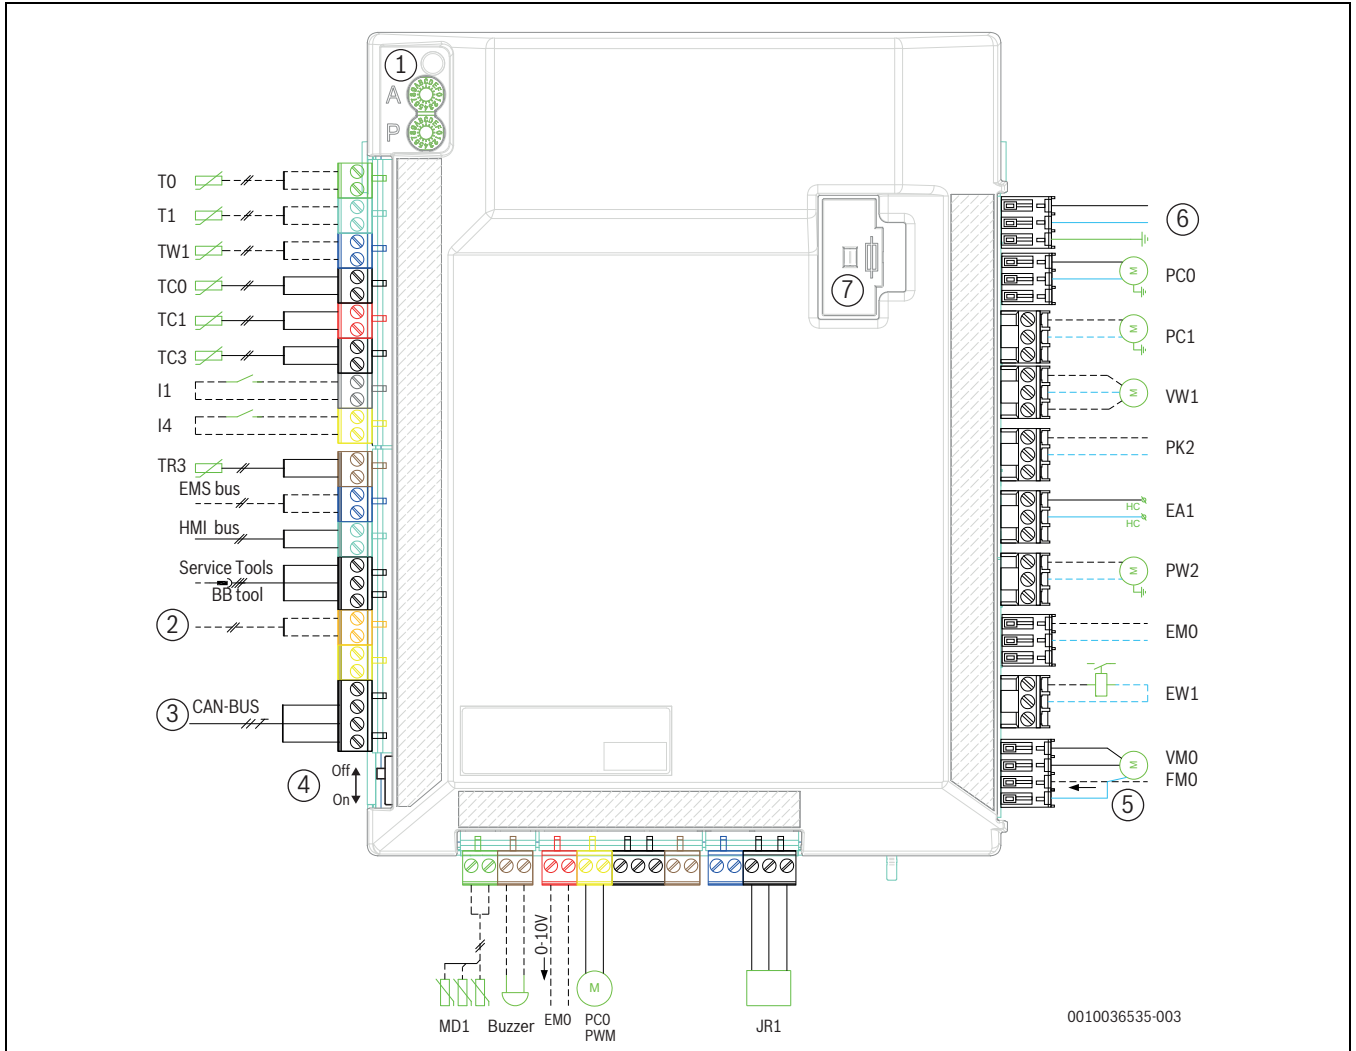 1
A
P
T0
T1
TW1
TC0
TC1
TC3
I1
I4
TR3
EMS bus
HMI bus
Service Tools
BB tool
2
3 CAN-BUS
4 Off
On
7
6
M PC0
M PC1
M VW1
PK2
HC
HC
EA1
M PW2
EM0
EW1
M VM0
FM0
5
0-10V
M
MD1 Buzzer EM0 PC0
PWM
JR1
0010036535-003